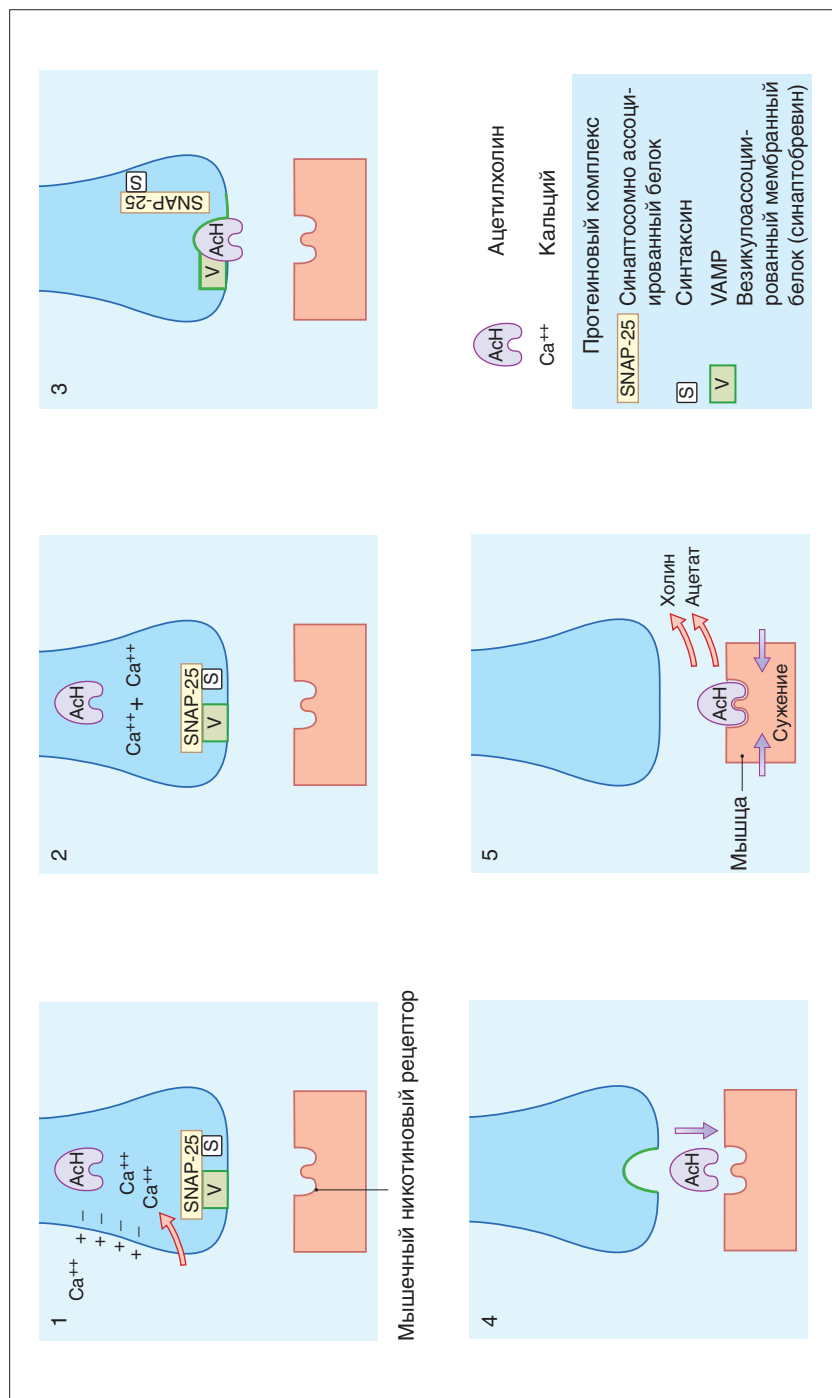 1
Ca++
+ −
+ −
+ −
+ −
Ca++
Ca++
AcH
SNAP-25
V
S
Мышечный никотиновый рецептор
2
AcH
Ca++ + Ca++
SNAP-25
V
S
3
V
AcH
SNAP-25
S
4
AcH
5
Мышца
AcH
Сужение
Холин
Ацетат
AcH
Ацетилхолин
Ca++
Кальций
Протеиновый комплекс
SNAP-25
Синаптосомно ассоци-
ированный белок
S
Синтаксин
V
VAMP
Везикулоассоции-
рованный мембранный
белок (синаптобревин)